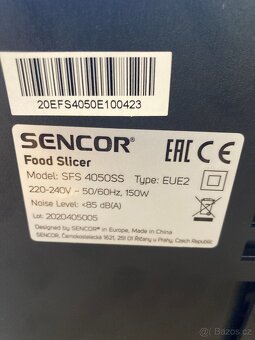 20EFS4050E100423
SENCOR®
EAC CE
Food Slicer
Model: SFS 4050SS Type: EUE2
220-240V ~ 50/60Hz, 150W
Noise Level: <85 dB(A)
Lot: 2020405005
Designed by SENCOR in Europe, Made in China
SENCOR, Černokostelecká 1621, 251 01 Říčany u Prahy, Czech Republic
bazos.cz